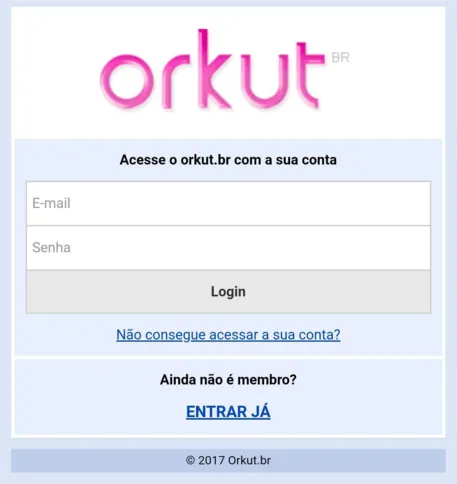 orkut BR
Acesse o orkut.br com a sua conta
E-mail
Senha
Login
Não consegue acessar a sua conta?
Ainda não é membro?
ENTRAR JÁ
© 2017 Orkut.br